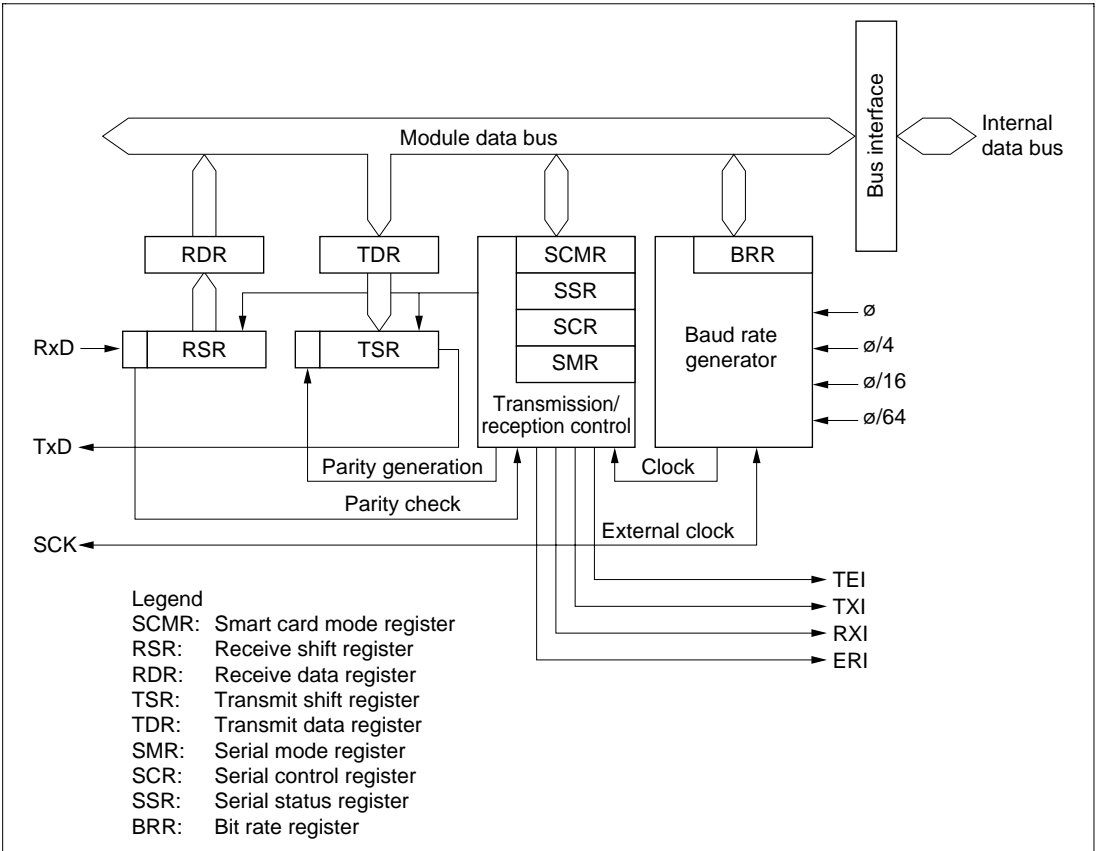 Bus interface
Internal
data bus
Module data bus
RDR
TDR
SCMR
BRR
SSR
SCR
SMR
RSR
TSR
Baud rate
generator
ø
ø/4
ø/16
ø/64
RxD
TxD
SCK
Transmission/
reception control
Parity generation
Clock
Parity check
External clock
TEI
TXI
RXI
ERI
Legend
SCMR: Smart card mode register
RSR: Receive shift register
RDR: Receive data register
TSR: Transmit shift register
TDR: Transmit data register
SMR: Serial mode register
SCR: Serial control register
SSR: Serial status register
BRR: Bit rate register